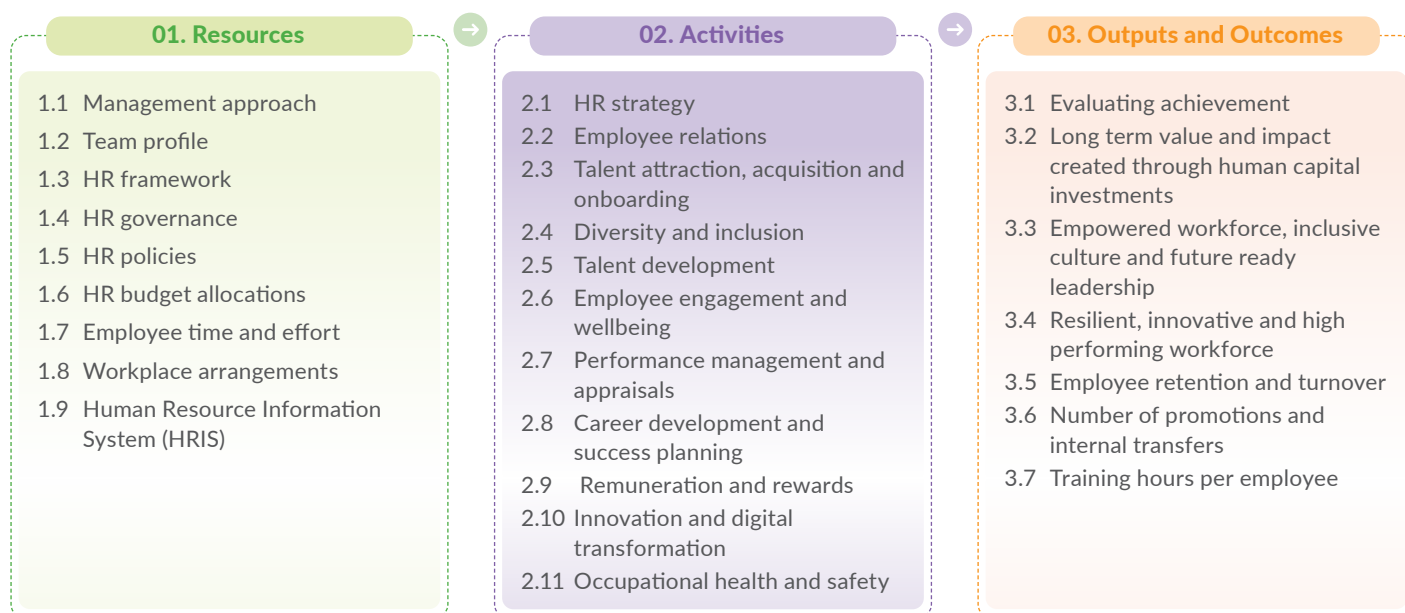 01. Resources
1.1 Management approach
1.2 Team profile
1.3 HR framework
1.4 HR governance
1.5 HR policies
1.6 HR budget allocations
1.7 Employee time and effort
1.8 Workplace arrangements
1.9 Human Resource Information
System (HRIS)
02. Activities
2.1 HR strategy
2.2 Employee relations
2.3 Talent attraction, acquisition and
onboarding
2.4 Diversity and inclusion
2.5 Talent development
2.6 Employee engagement and
wellbeing
2.7 Performance management and
appraisals
2.8 Career development and
success planning
2.9 Remuneration and rewards
2.10 Innovation and digital
transformation
2.11 Occupational health and safety
03. Outputs and Outcomes
3.1 Evaluating achievement
3.2 Long term value and impact
created through human capital
investments
3.3 Empowered workforce, inclusive
culture and future ready
leadership
3.4 Resilient, innovative and high
performing workforce
3.5 Employee retention and turnover
3.6 Number of promotions and
internal transfers
3.7 Training hours per employee